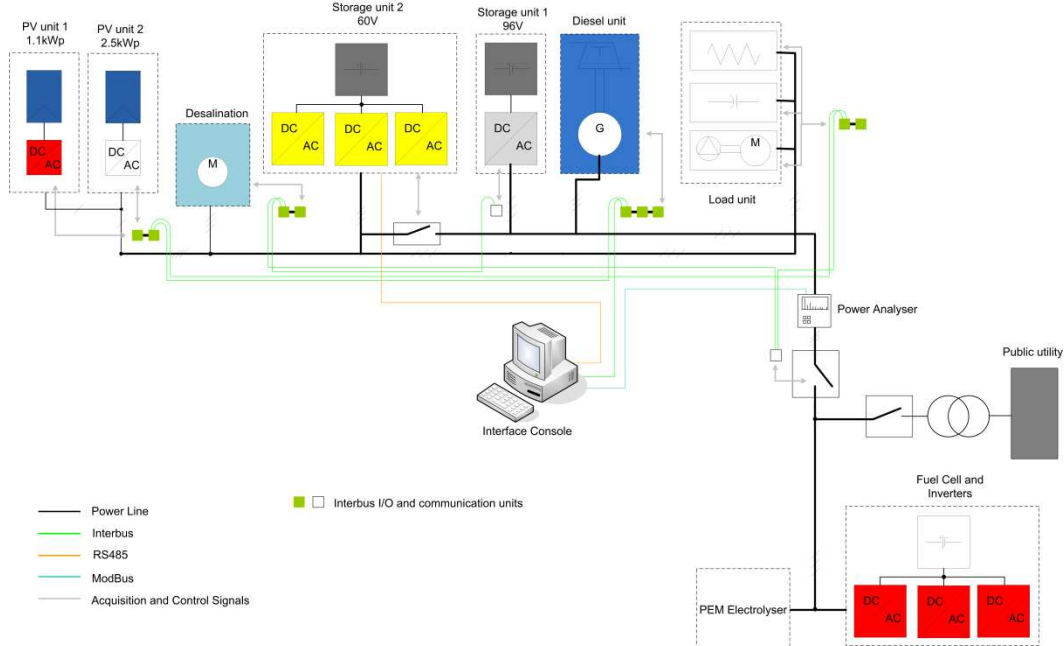 PV unit 1
1.1kWp
PV unit 2
2.5kWp
Storage unit 2
60V
Storage unit 1
96V
Diesel unit
Desalination
DC
AC
DC
AC
M
DC
AC
DC
AC
DC
AC
DC
AC
G
M
Load unit
Power Analyser
Public utility
Interface Console
Fuel Cell and
Inverters
Power Line
Interbus
RS485
ModBus
Acquisition and Control Signals
Interbus I/O and communication units
PEM Electrolyser
DC
AC
DC
AC
DC
AC